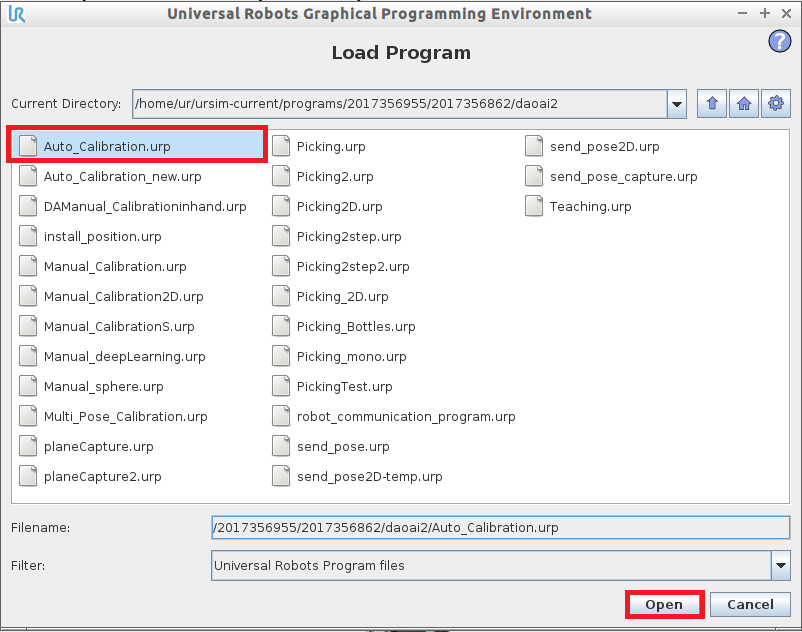 UR
Universal Robots Graphical Programming Environment
Load Program
?
Current Directory: /home/ur/ursim-current/programs/2017356955/2017356862/daoai2
Auto_Calibration.urp
Auto_Calibration_new.urp
DAManual_Calibrationinhand.urp
install_position.urp
Manual_Calibration.urp
Manual_Calibration2D.urp
Manual_CalibrationS.urp
Manual_deepLearning.urp
Manual_sphere.urp
Multi_Pose_Calibration.urp
planeCapture.urp
planeCapture2.urp
Picking.urp
Picking2.urp
Picking2D.urp
Picking2step.urp
Picking2step2.urp
Picking_2D.urp
Picking_Bottles.urp
Picking_mono.urp
PickingTest.urp
robot_communication_program.urp
send_pose.urp
send_pose2D-temp.urp
send_pose2D.urp
send_pose_capture.urp
Teaching.urp
Filename: /2017356955/2017356862/daoai2/Auto_Calibration.urp
Filter: Universal Robots Program files
Open Cancel